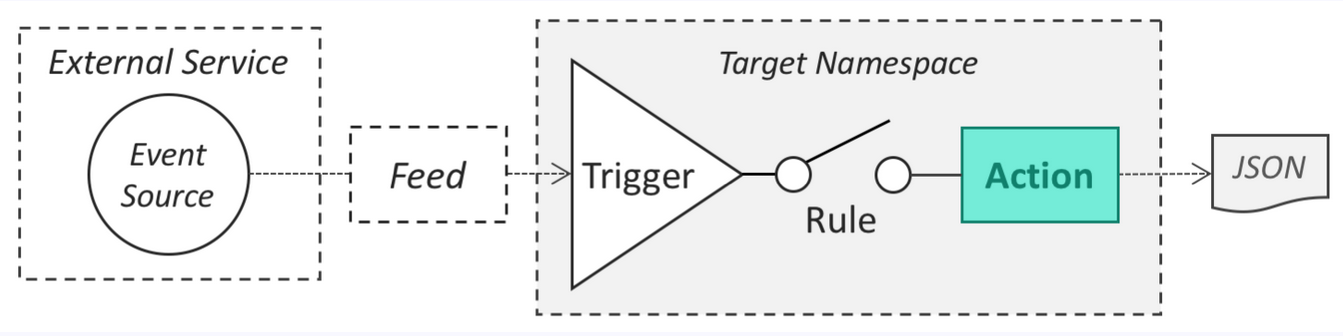 External Service
Event
Source
Feed
Target Namespace
Trigger
Rule
Action
JSON